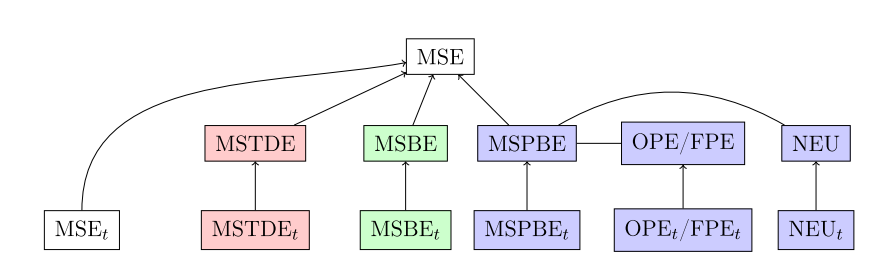 MSE
MSTDE MSBE MSPBE OPE/FPE NEU
MSE_t MSTDE_t MSBE_t MSPBE_t OPE_t/FPE_t NEU_t